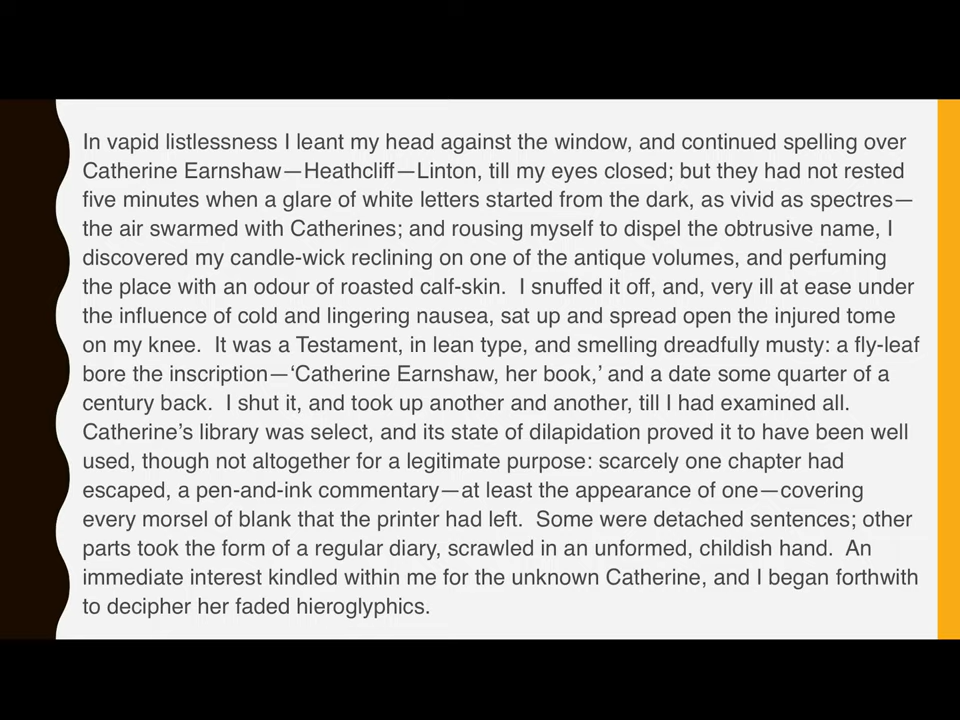 In vapid listlessness I leant my head against the window, and continued spelling over
Catherine Earnshaw—Heathcliff—Linton, till my eyes closed; but they had not rested
five minutes when a glare of white letters started from the dark, as vivid as spectres—
the air swarmed with Catherines; and rousing myself to dispel the obtrusive name, I
discovered my candle-wick reclining on one of the antique volumes, and perfuming
the place with an odour of roasted calf-skin.  I snuffed it off, and, very ill at ease under
the influence of cold and lingering nausea, sat up and spread open the injured tome
on my knee.  It was a Testament, in lean type, and smelling dreadfully musty: a fly-leaf
bore the inscription—‘Catherine Earnshaw, her book,’ and a date some quarter of a
century back.  I shut it, and took up another and another, till I had examined all.
Catherine’s library was select, and its state of dilapidation proved it to have been well
used, though not altogether for a legitimate purpose: scarcely one chapter had
escaped, a pen-and-ink commentary—at least the appearance of one—covering
every morsel of blank that the printer had left.  Some were detached sentences; other
parts took the form of a regular diary, scrawled in an unformed, childish hand.  An
immediate interest kindled within me for the unknown Catherine, and I began forthwith
to decipher her faded hieroglyphics.